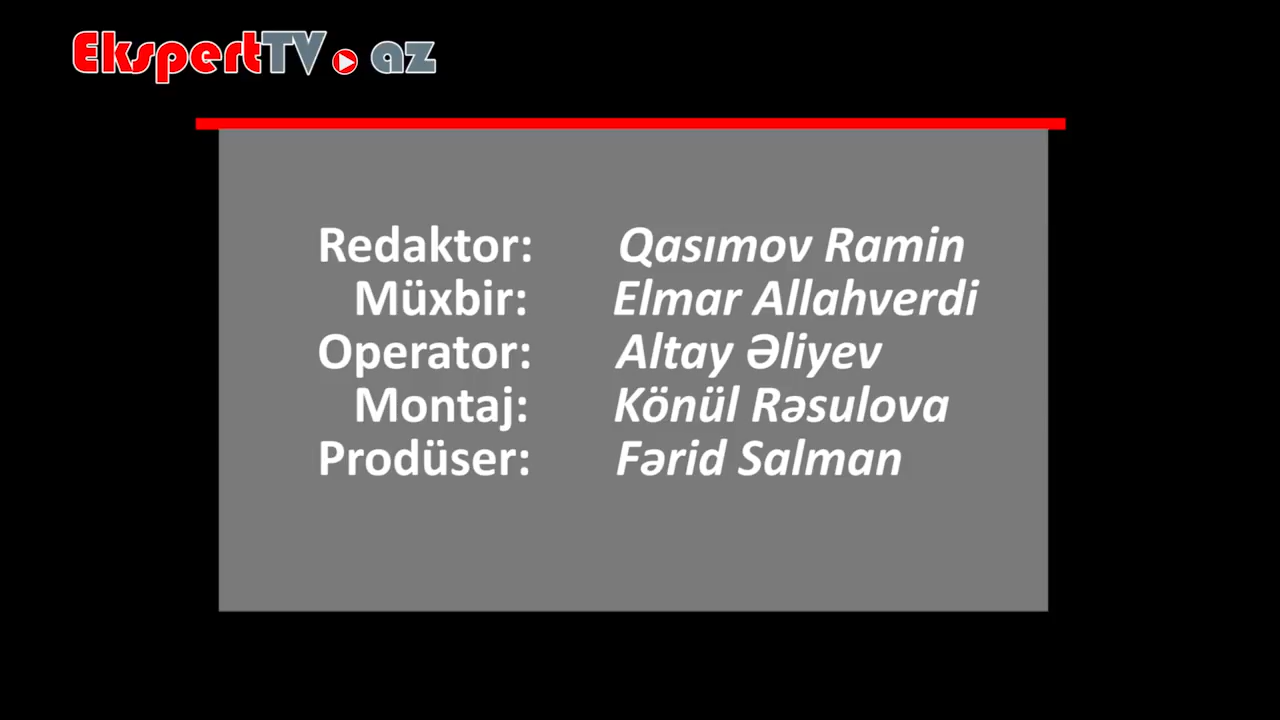 EkspertTV.az
Redaktor: Qasımov Ramin
Müxbir: Elmar Allahverdi
Operator: Altay Əliyev
Montaj: Könül Rəsulova
Prodüser: Fərid Salman